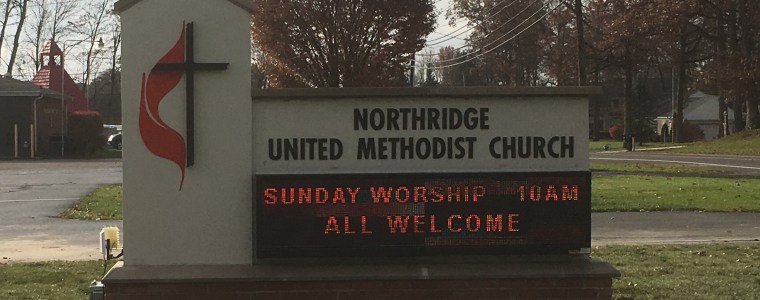 NORTHRIDGE
UNITED METHODIST CHURCH
SUNDAY WORSHIP 10AM
ALL WELCOME